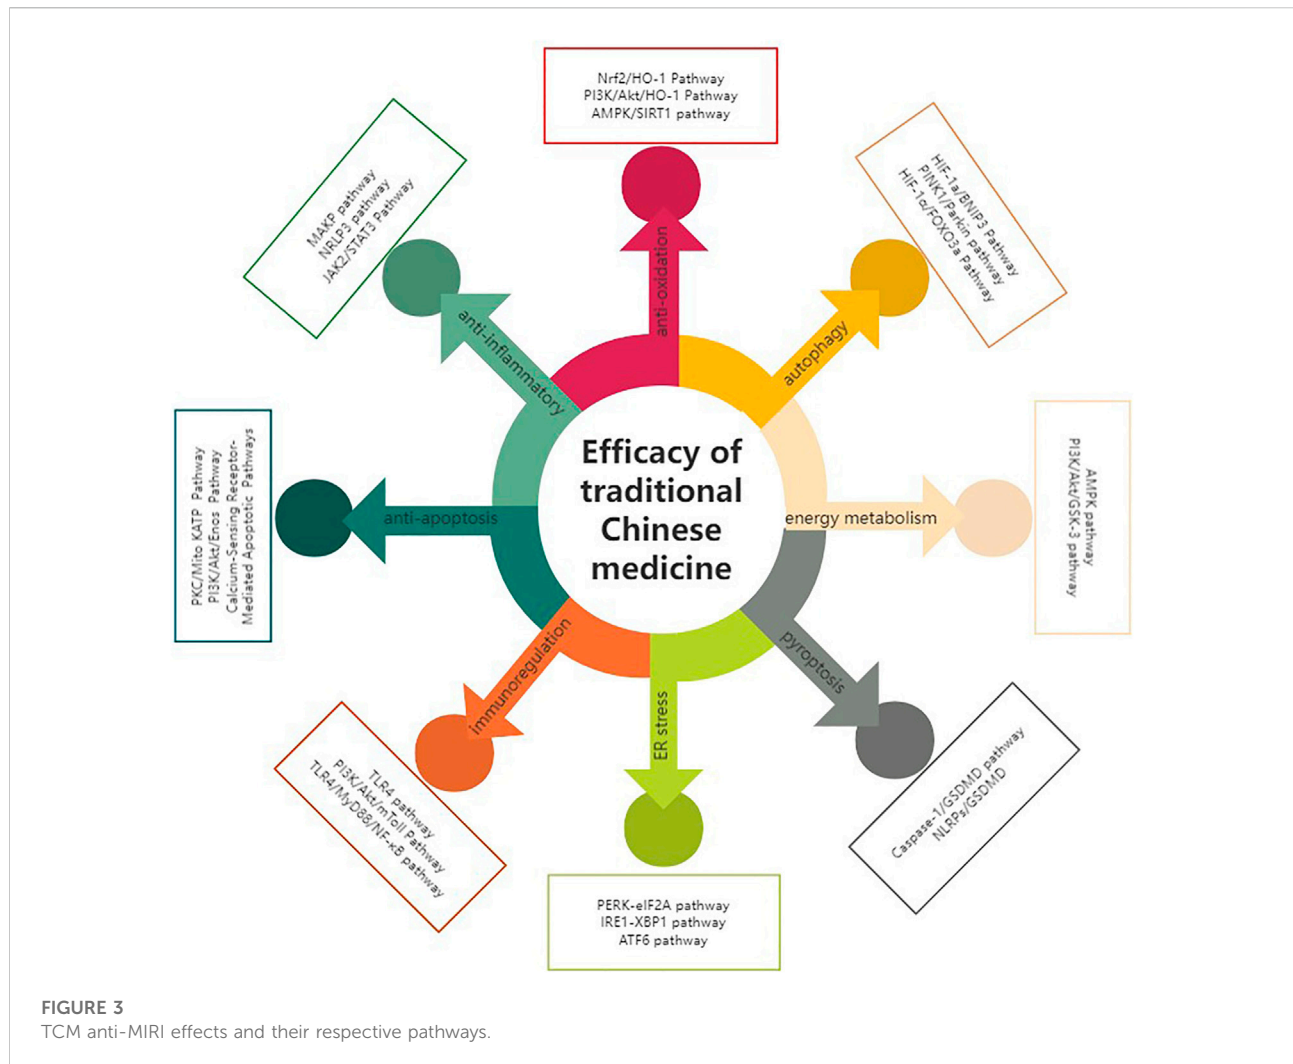 Nrf2/HO-1 Pathway
PI3K/Akt/HO-1 Pathway
AMPK/SIRT1 pathway
anti-oxidation
HIF-1a/BNIP3 Pathway
PINK1/Parkin pathway
HIF-1α/FOXO3a Pathway
autophagy
AMPK pathway
PI3K/Akt/GSK-3 pathway
energy metabolism
Caspase-1/GSDMD pathway
NLRPs/GSDMD
pyroptosis
PERK-eIF2A pathway
IRE1-XBP1 pathway
ATF6 pathway
ER stress
TLR4 pathway
PI3K/Akt/mToll Pathway
TLR4/MyD88/NF-κB pathway
immunoregulation
PKC/Mito KATP Pathway
PI3K/Akt/Enos Pathway
Calcium-Sensing Receptor-
Mediated Apoptotic Pathways
anti-apoptosis
MAKP pathway
NRLP3 pathway
JAK2/STAT3 Pathway
anti-inflammatory
Efficacy of
traditional
Chinese
medicine
FIGURE 3
TCM anti-MIRI effects and their respective pathways.